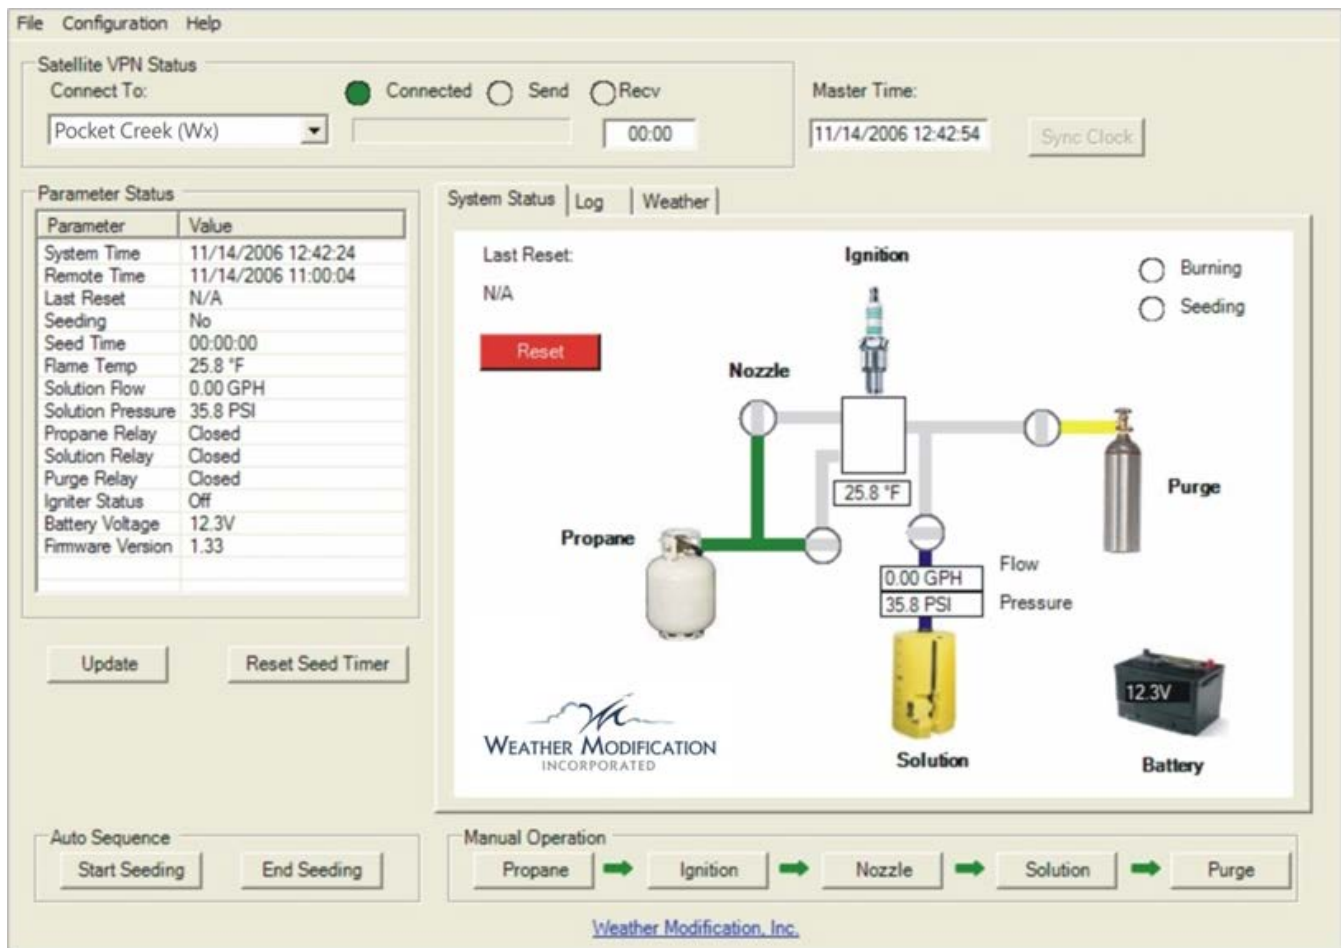 File Configuration Help
Satellite VPN Status
Connect To: Connected Send Recv Master Time:
Pocket Creek (Wx) 00:00 11/14/2006 12:42:54 Sync Clock
Parameter Status
System Status Log Weather
Parameter Value
System Time 11/14/2006 12:42:24
Remote Time 11/14/2006 11:00:04
Last Reset N/A
Seeding No
Seed Time 00:00:00
Flame Temp 25.8 °F
Solution Flow 0.00 GPH
Solution Pressure 35.8 PSI
Propane Relay Closed
Solution Relay Closed
Purge Relay Closed
Igniter Status Off
Battery Voltage 12.3V
Firmware Version 1.33
Update Reset Seed Timer
Last Reset:
N/A
Reset
Ignition
Burning
Seeding
Nozzle
25.8 °F
Purge
Propane
0.00 GPH Flow
35.8 PSI Pressure
12.3V
WEATHER MODIFICATION
INCORPORATED
Solution
Battery
Auto Sequence
Start Seeding End Seeding
Manual Operation
Propane Ignition Nozzle Solution Purge
Weather Modification, Inc.